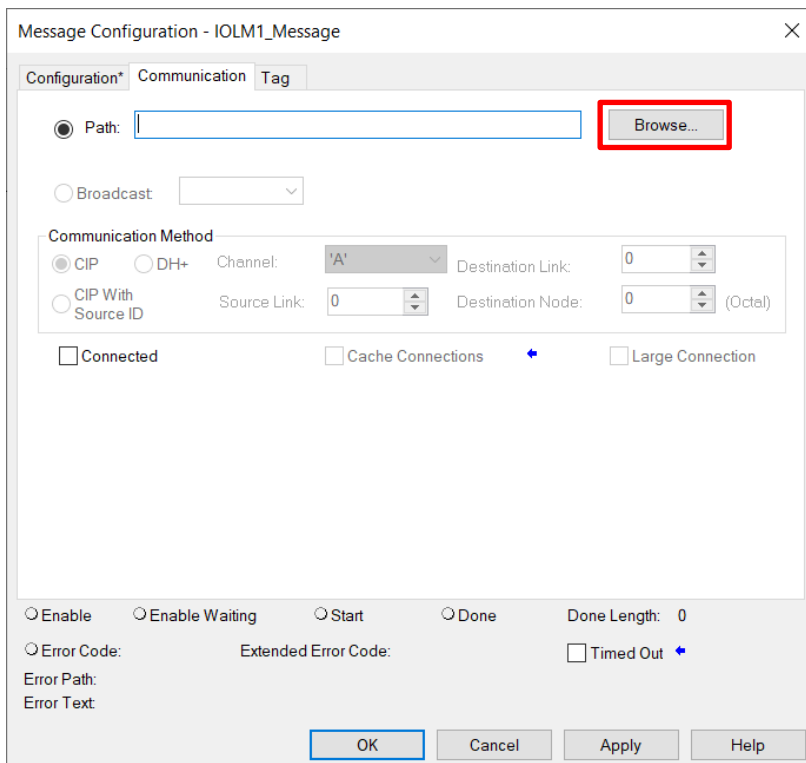 Message Configuration - IOLM1_Message
Configuration* Communication Tag
Path: Browse...
Broadcast:
Communication Method
CIP DH+ Channel: 'A' Destination Link: 0
CIP With
Source ID Source Link: 0 Destination Node: 0 (Octal)
Connected Cache Connections Large Connection
Enable Enable Waiting Start Done Done Length: 0
Error Code: Extended Error Code: Timed Out
Error Path:
Error Text:
OK Cancel Apply Help